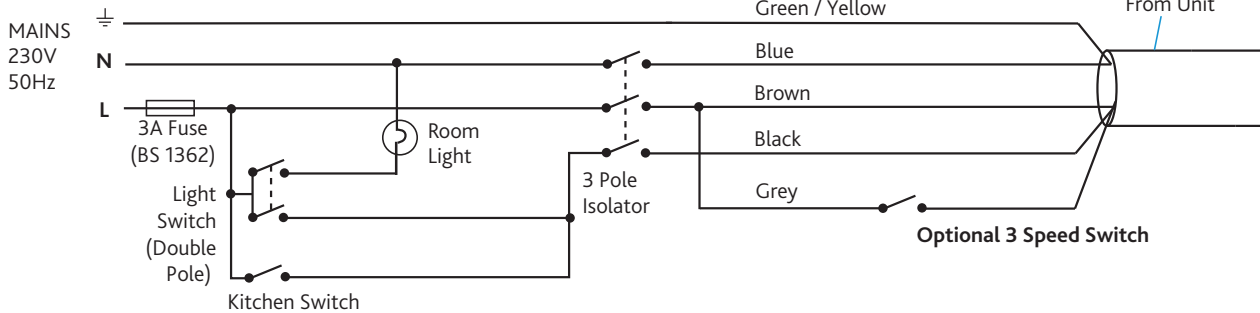 Green / Yellow
From Unit
MAINS
230V
50Hz
N
Blue
L
Brown
3A Fuse
(BS 1362)
Room
Light
Black
Light
Switch
(Double
Pole)
3 Pole
Isolator
Grey
Optional 3 Speed Switch
Kitchen Switch